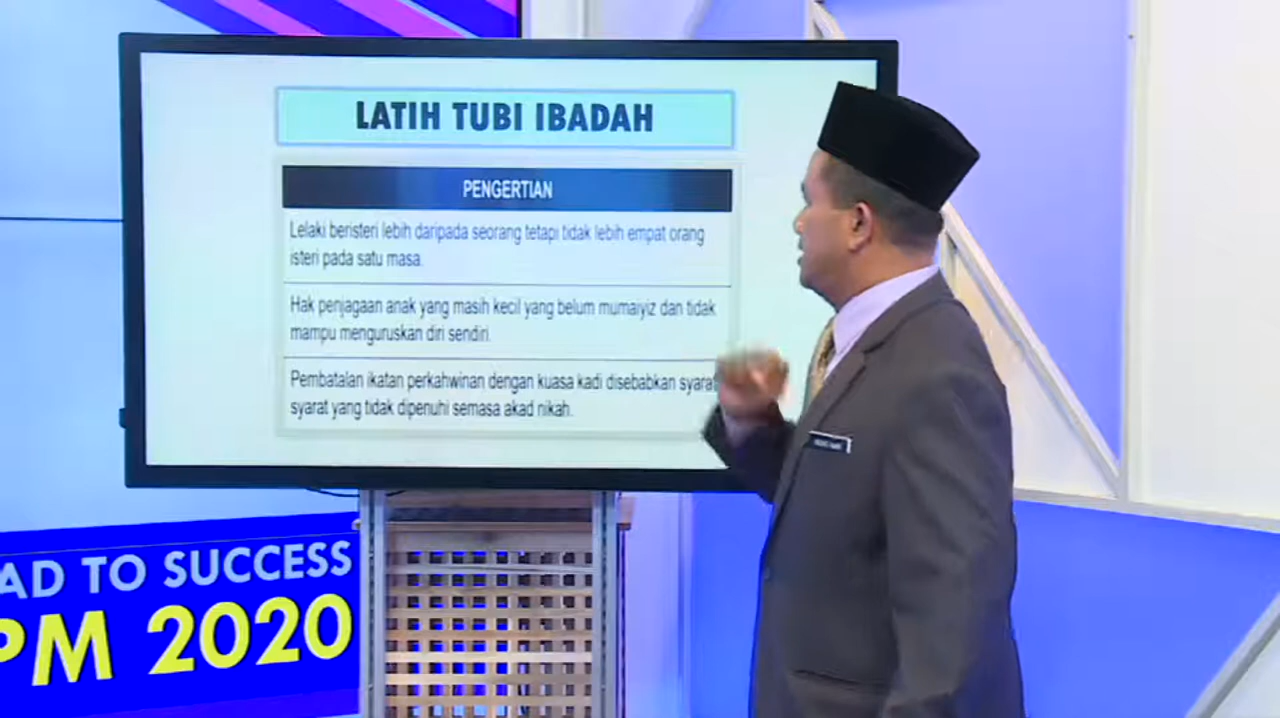 LATIH TUBI IBADAH
PENGERTIAN
Lelaki beristeri lebih daripada seorang tetapi tidak lebih empat orang
isteri pada satu masa.
Hak penjagaan anak yang masih kecil yang belum mumaiyiz dan tidak
mampu menguruskan diri sendiri.
Pembatalan ikatan perkahwinan dengan kuasa kadi disebabkan syarat
syarat yang tidak dipenuhi semasa akad nikah.
AD TO SUCCESS
PM 2020